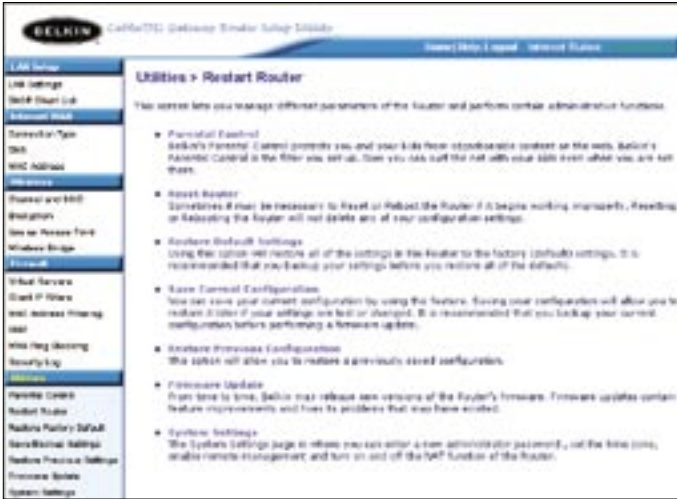 BELKIN
Cable/DSL Gateway Router Setup Utility
Home|Help|Logout Internet Status
LAN Setup
LAN Settings
DHCP Client List
Internet WAN
Connection Type
DNS
MAC Address
Wireless
Channel and SSID
Encryption
Use as Access Point
Wireless Bridge
Firewall
Virtual Servers
Client IP Filters
MAC Address Filtering
DMZ
WAN Ping Blocking
Security Log
Utilities
Parental Control
Restart Router
Restore Factory Default
Save/Backup Settings
Restore Previous Settings
Firmware Update
System Settings
Utilities > Restart Router
This screen lets you manage different parameters of the Router and perform certain administrative functions.
Parental Control
Belkin's Parental Control protects you and your kids from objectionable content on the web. Belkin's
Parental Control is the filter you set up. Now you can surf the net with your kids even when you are not
there.
Reset Router
Sometimes it may be necessary to Reset or Reboot the Router if it begins working improperly. Resetting
or Rebooting the Router will not delete any of your configuration settings.
Restore Default Settings
Using this option will restore all of the settings in the Router to the factory (default) settings. It is
recommended that you backup your settings before you restore all of the defaults.
Save Current Configuration
You can save your current configuration by using this feature. Saving your configuration will allow you to
restore it later if your settings are lost or changed. It is recommended that you backup your current
configuration before performing a firmware update.
Restore Previous Configuration
This option will allow you to restore a previously saved configuration.
Firmware Update
From time to time, Belkin may release new versions of the Router's firmware. Firmware updates contain
feature improvements and fixes to problems that may have existed.
System Settings
The System Settings page is where you can enter a new administrator password, set the time zone,
enable remote management and turn on and off the NAT function of the Router.